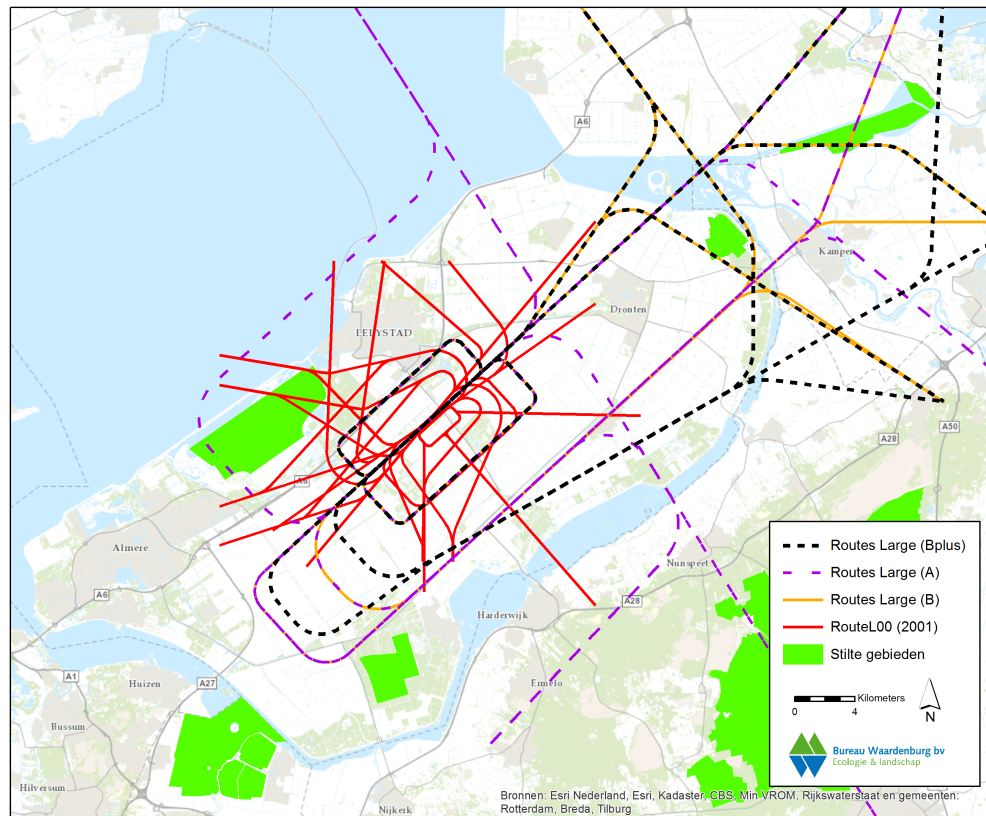 A6
Kampen
LELYSTAD
Dronten
A50
A28
A6
Almere
Nunspeet
A6
Harderwijk
A28
A1
Huizen
A27
Ermelo
Bussum
Hilversum
Nijkerk
Routes Large (Bplus)
Routes Large (A)
Routes Large (B)
RouteL00 (2001)
Stilte gebieden
Kilometers
0 4
N
Bureau Waardenburg bv
Ecologie & landschap
Bronnen: Esri Nederland, Esri, Kadaster, CBS, Min VROM, Rijkswaterstaat en gemeenten:
Rotterdam, Breda, Tilburg